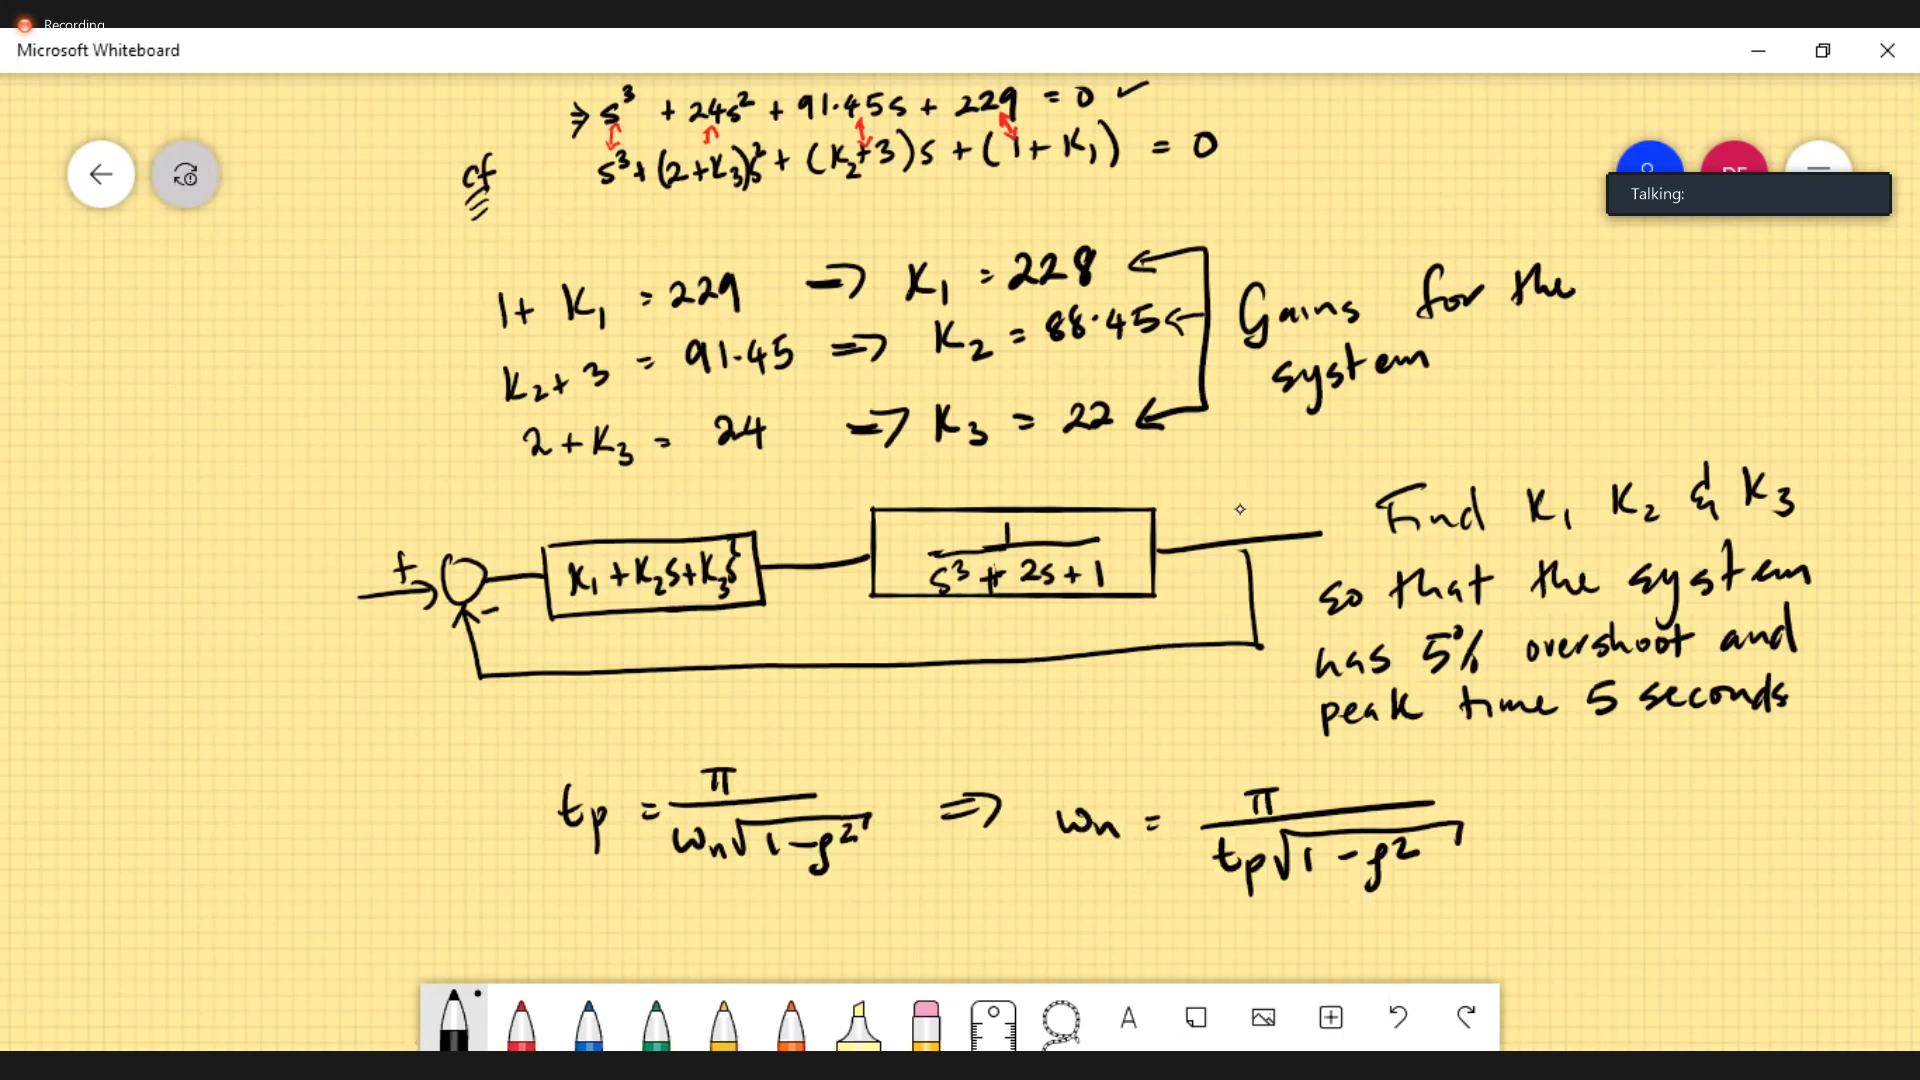 Recording
Microsoft Whiteboard
⇒ s³ + 24s² + 91.45s + 229 = 0 ✓
cf s³ + (2+K₃)s² + (K₂+3)s + (1+K₁) = 0
Talking:
1 + K₁ = 229 ⇒ K₁ = 228
K₂ + 3 = 91.45 ⇒ K₂ = 88.45
2 + K₃ = 24 ⇒ K₃ = 22
Gains for the
system
+
-
K₁ + K₂s + K₃s²
1
s³ + 2s + 1
Find K₁ K₂ & K₃
so that the system
has 5% overshoot and
peak time 5 seconds
tp = π / (ωn√(1-ρ²)) ⇒ ωn = π / (tp√(1-ρ²))
A